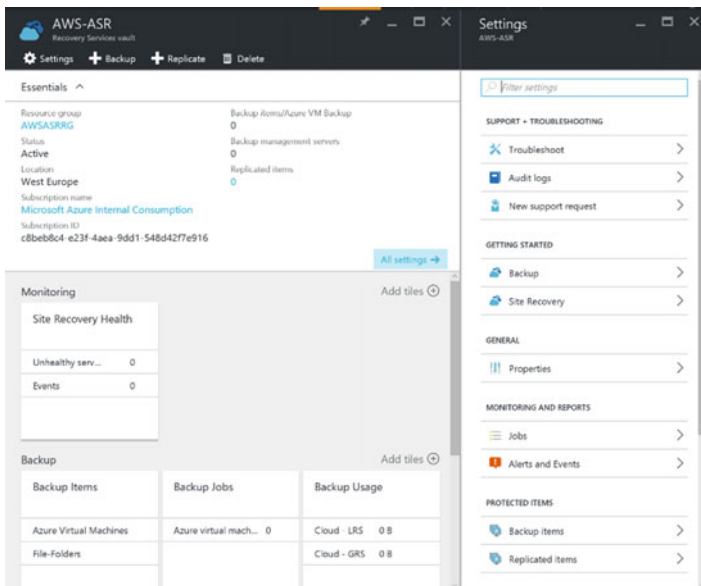 AWS-ASR
Recovery Services vault
Settings
Backup
Replicate
Delete
Essentials
Resource group
AWSASRRG
Status
Active
Location
West Europe
Subscription name
Microsoft Azure Internal Consumption
Subscription ID
c8beb8c4-e23f-4aea-9dd1-548d42f7e916
Backup items/Azure VM Backup
0
Backup management servers
0
Replicated items
0
All settings →
Monitoring
Add tiles
Site Recovery Health
Unhealthy serv... 0
Events 0
Backup
Add tiles
Backup Items
Azure Virtual Machines
File-Folders
Backup Jobs
Azure virtual mach... 0
Backup Usage
Cloud - LRS 0 B
Cloud - GRS 0 B
Settings
AWS-ASR
Filter settings
SUPPORT + TROUBLESHOOTING
Troubleshoot
Audit logs
New support request
GETTING STARTED
Backup
Site Recovery
GENERAL
Properties
MONITORING AND REPORTS
Jobs
Alerts and Events
PROTECTED ITEMS
Backup items
Replicated items